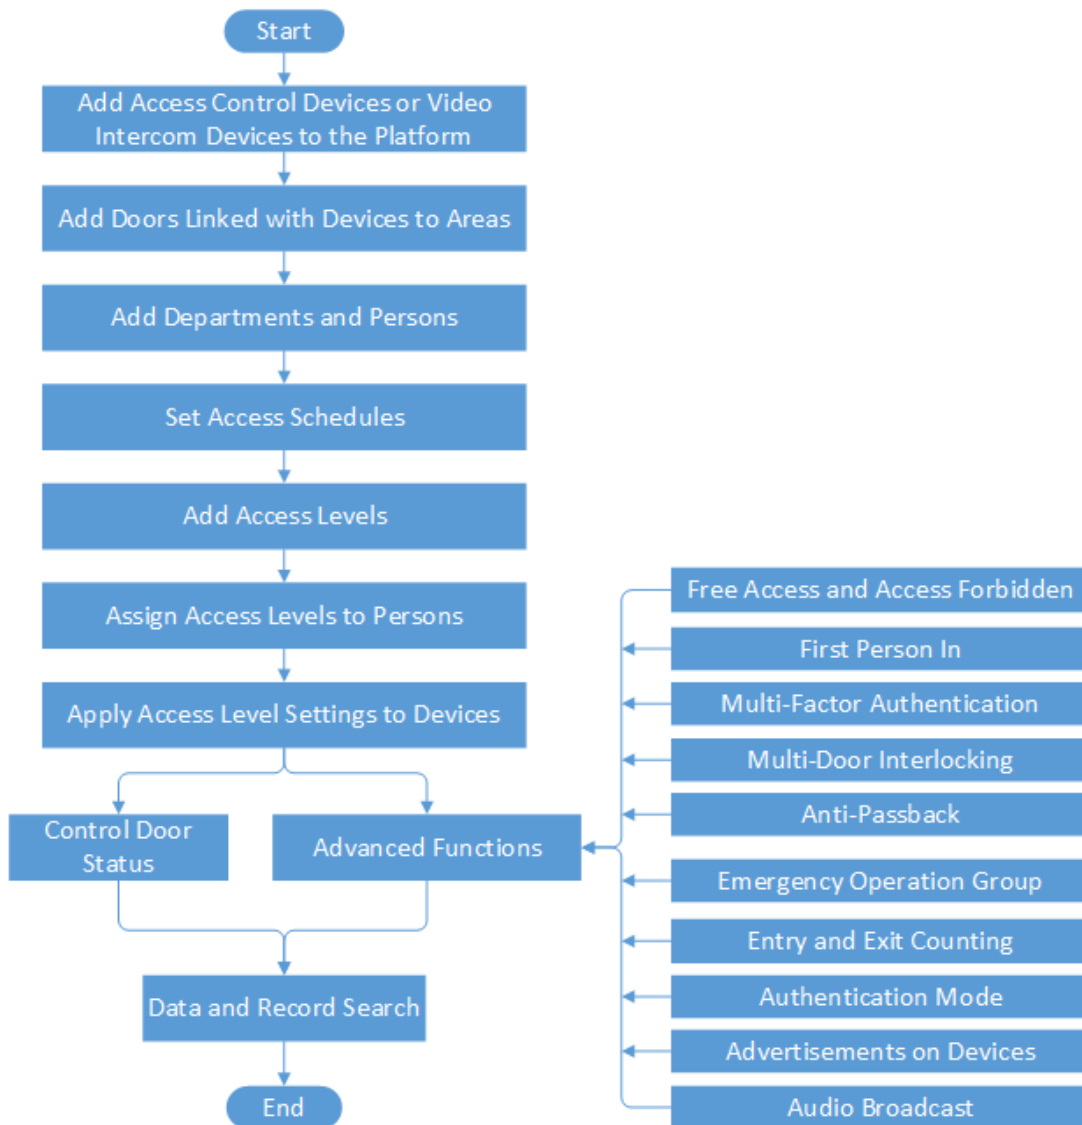 Start
Add Access Control Devices or Video
Intercom Devices to the Platform
Add Doors Linked with Devices to Areas
Add Departments and Persons
Set Access Schedules
Add Access Levels
Assign Access Levels to Persons
Apply Access Level Settings to Devices
Control Door
Status
Advanced Functions
Data and Record Search
End
Free Access and Access Forbidden
First Person In
Multi-Factor Authentication
Multi-Door Interlocking
Anti-Passback
Emergency Operation Group
Entry and Exit Counting
Authentication Mode
Advertisements on Devices
Audio Broadcast